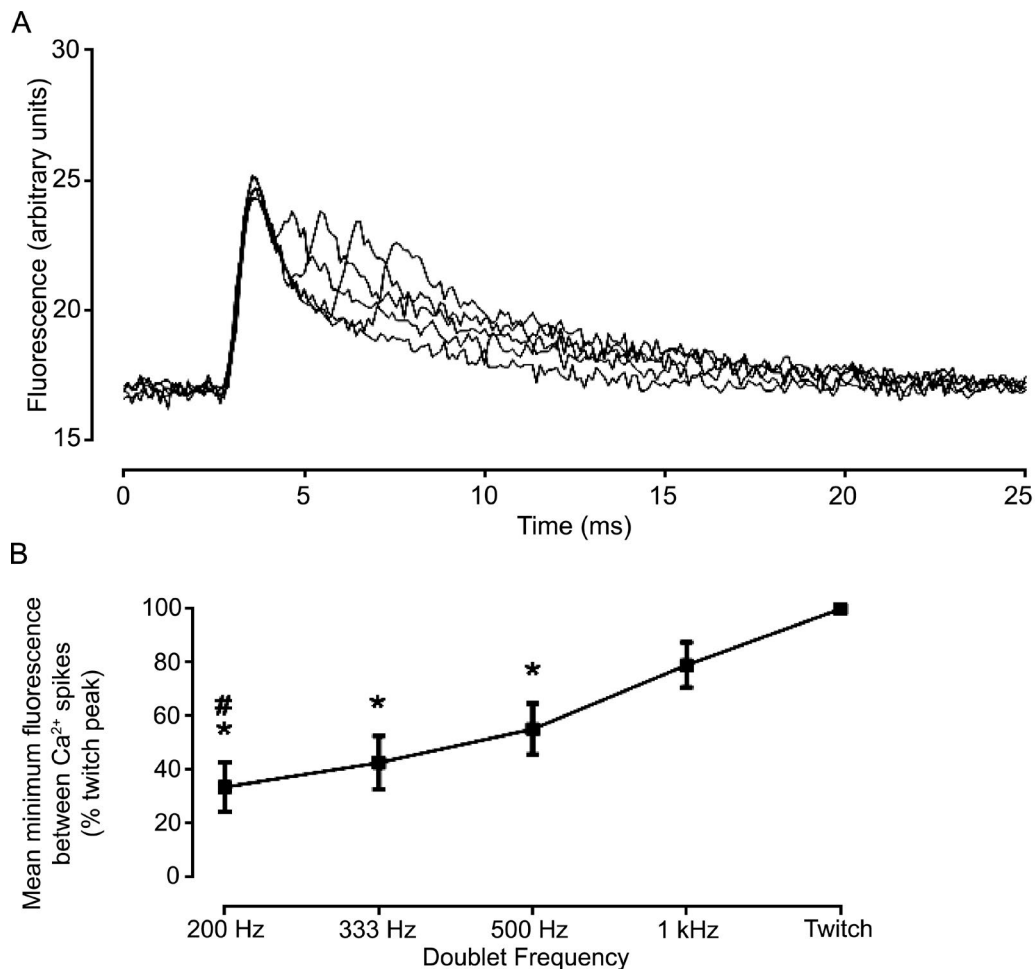 A
30
25
20
15
Fluorescence (arbitrary units)
0 5 10 15 20 25
Time (ms)
B
Mean minimum fluorescence
between Ca²⁺ spikes
(% twitch peak)
100
80
60
40
20
0
#
*
*
*
200 Hz 333 Hz 500 Hz 1 kHz Twitch
Doublet Frequency